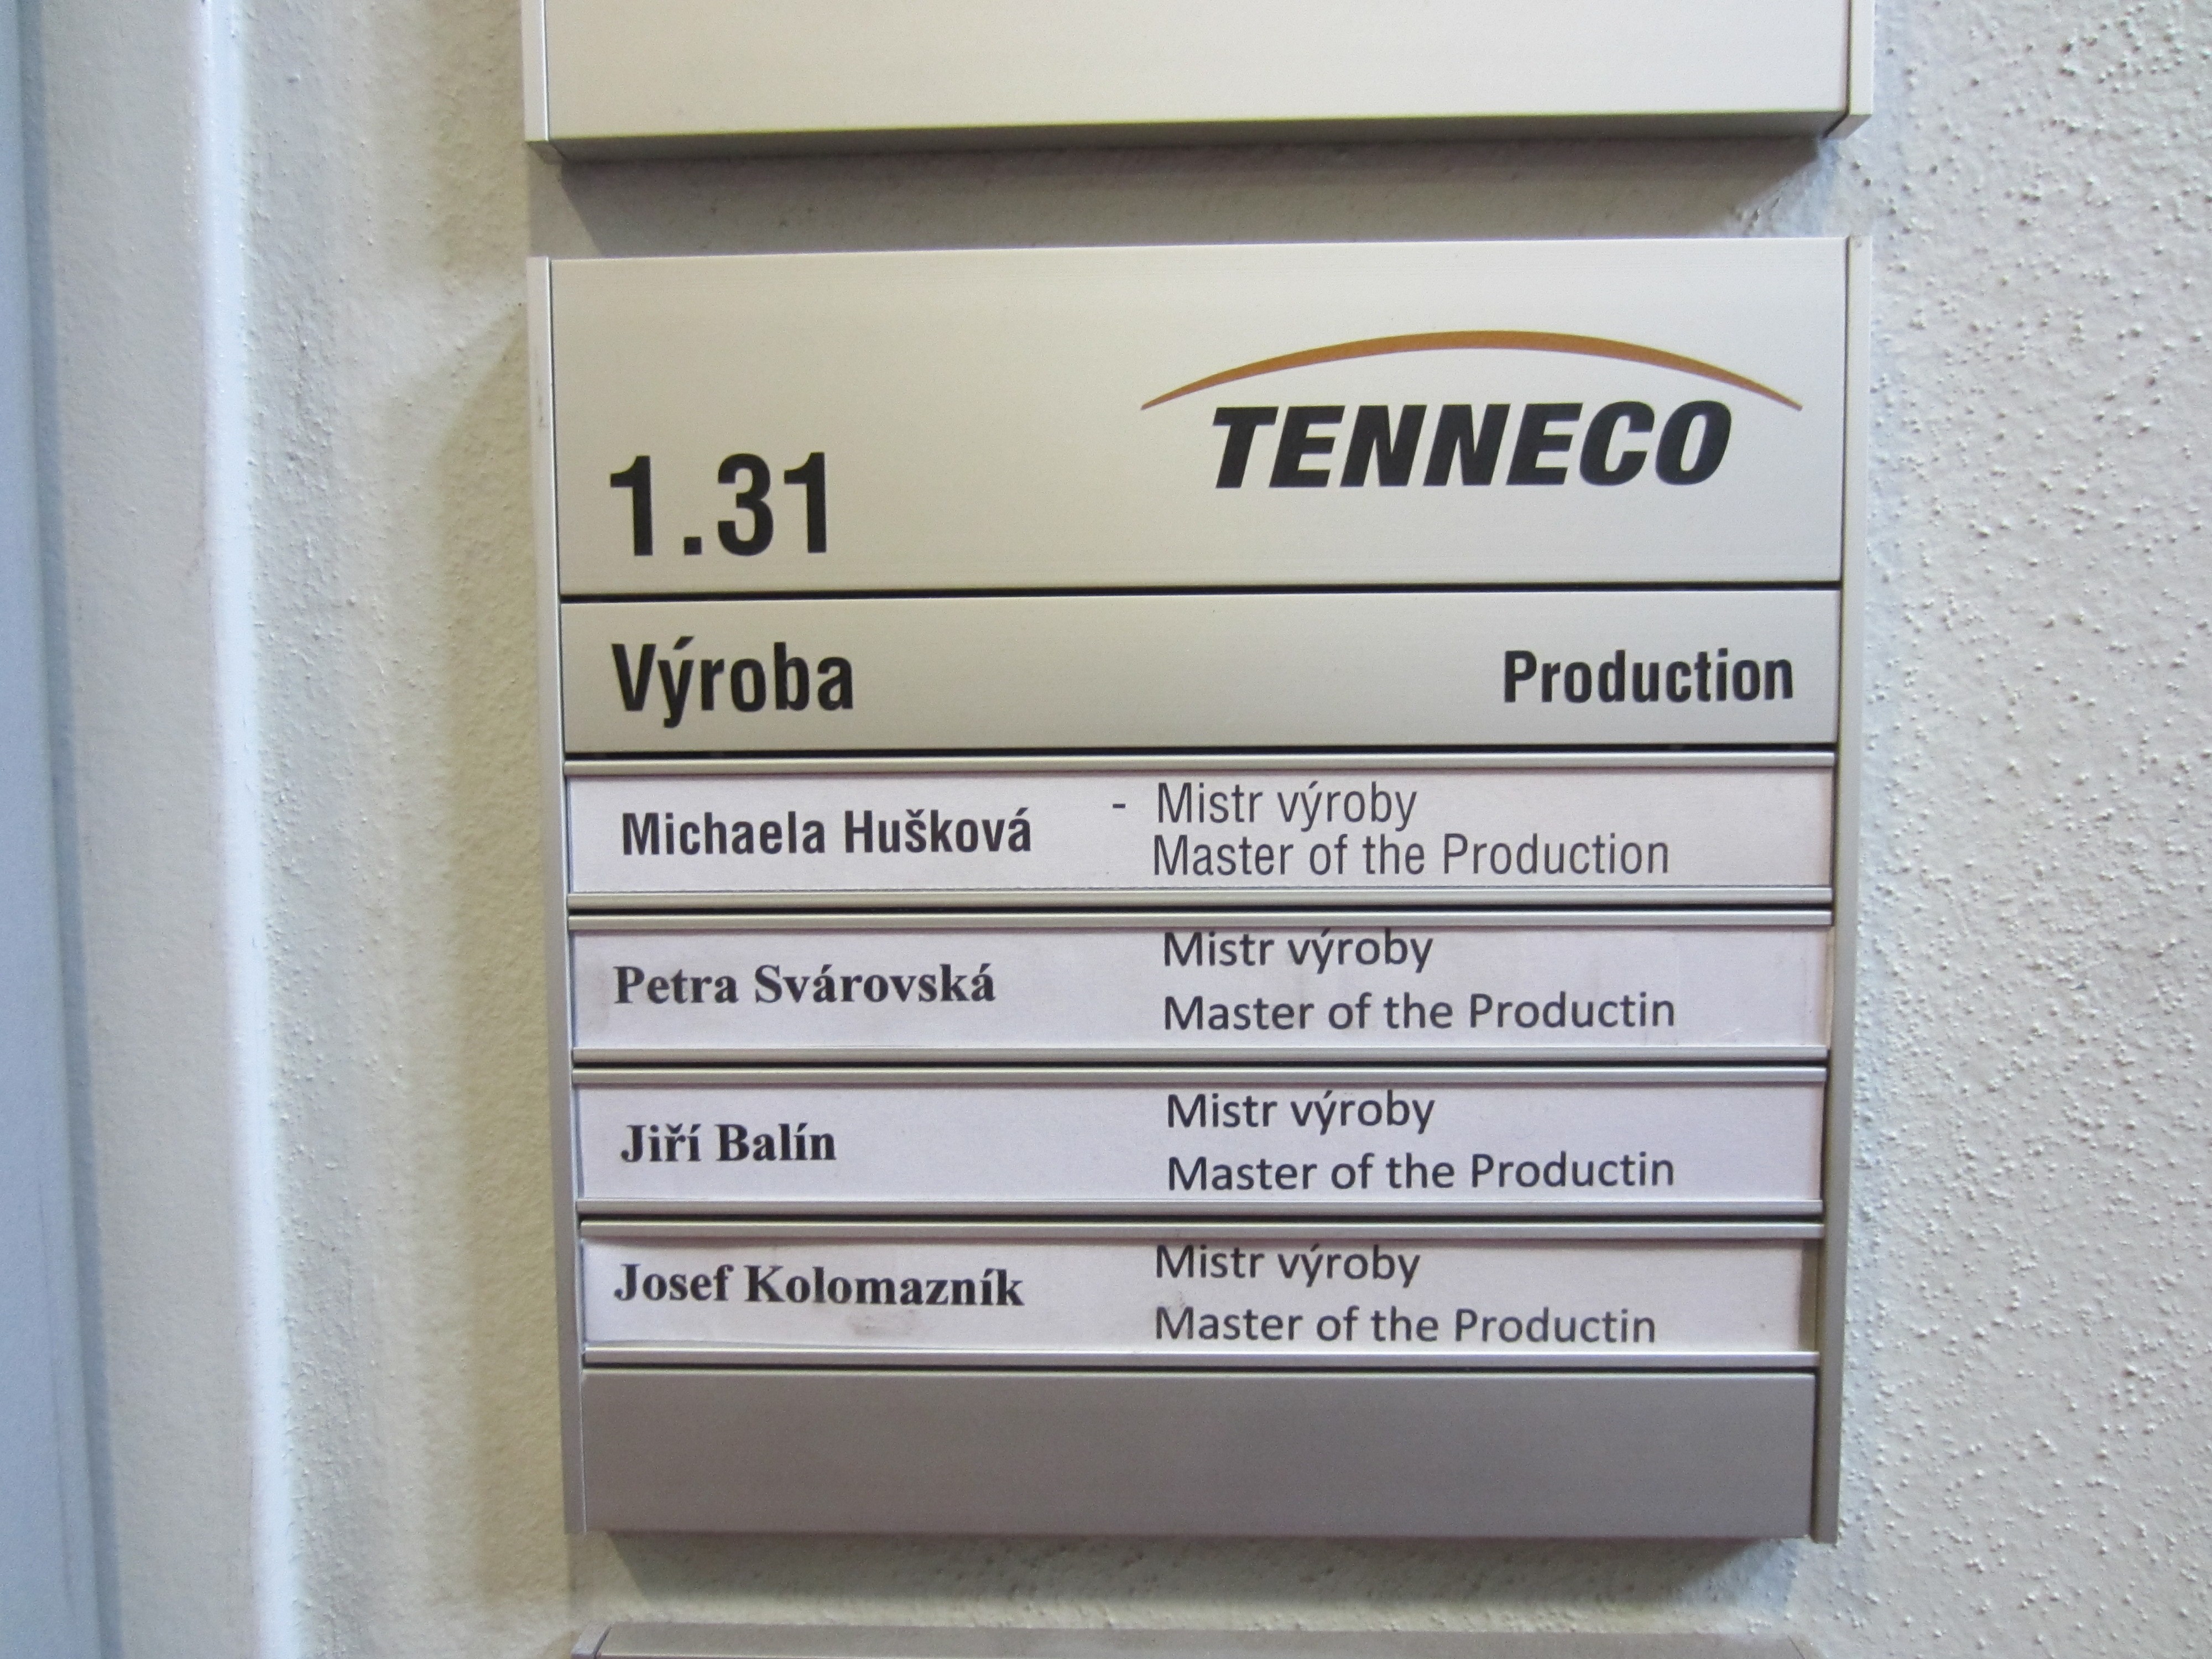 TENNECO
1.31
Výroba Production
Michaela Hušková - Mistr výroby
Master of the Production
Petra Svárovská Mistr výroby
Master of the Productin
Jiří Balín Mistr výroby
Master of the Productin
Josef Kolomazník Mistr výroby
Master of the Productin